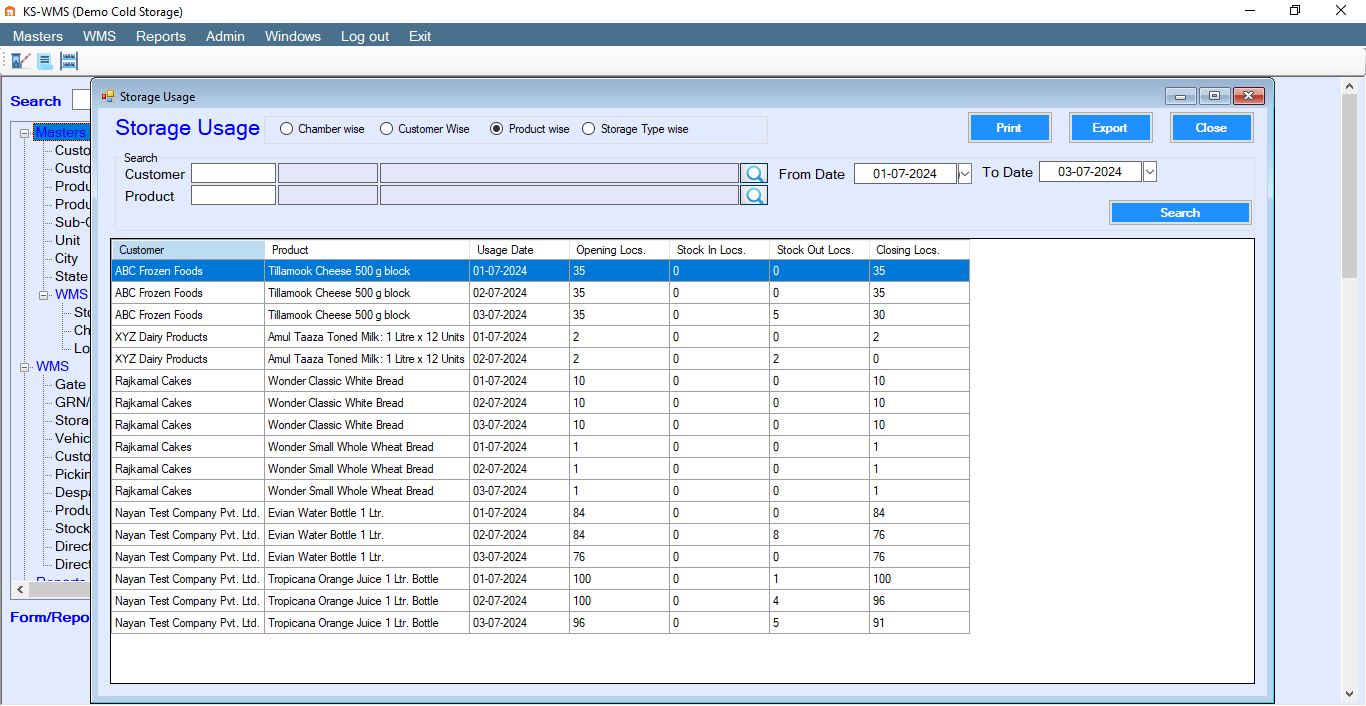 KS-WMS (Demo Cold Storage)
Masters WMS Reports Admin Windows Log out Exit
Search
Masters
Custo
Custo
Produ
Produ
Sub-C
Unit
City
State
WMS
Sto
Ch
Lo
WMS
Gate
GRN/
Stora
Vehic
Custo
Pickin
Despa
Produ
Stock
Direct
Direct
Reports
Form/Repo
Storage Usage
Storage Usage Chamber wise Customer Wise Product wise Storage Type wise Print Export Close
Search
Customer From Date 01-07-2024 To Date 03-07-2024
Product
Search
Customer Product Usage Date Opening Locs. Stock In Locs. Stock Out Locs. Closing Locs.
ABC Frozen Foods Tillamook Cheese 500 g block 01-07-2024 35 0 0 35
ABC Frozen Foods Tillamook Cheese 500 g block 02-07-2024 35 0 0 35
ABC Frozen Foods Tillamook Cheese 500 g block 03-07-2024 35 0 5 30
XYZ Dairy Products Amul Taaza Toned Milk: 1 Litre x 12 Units 01-07-2024 2 0 0 2
XYZ Dairy Products Amul Taaza Toned Milk: 1 Litre x 12 Units 02-07-2024 2 0 2 0
Rajkamal Cakes Wonder Classic White Bread 01-07-2024 10 0 0 10
Rajkamal Cakes Wonder Classic White Bread 02-07-2024 10 0 0 10
Rajkamal Cakes Wonder Classic White Bread 03-07-2024 10 0 0 10
Rajkamal Cakes Wonder Small Whole Wheat Bread 01-07-2024 1 0 0 1
Rajkamal Cakes Wonder Small Whole Wheat Bread 02-07-2024 1 0 0 1
Rajkamal Cakes Wonder Small Whole Wheat Bread 03-07-2024 1 0 0 1
Nayan Test Company Pvt. Ltd. Evian Water Bottle 1 Ltr. 01-07-2024 84 0 0 84
Nayan Test Company Pvt. Ltd. Evian Water Bottle 1 Ltr. 02-07-2024 84 0 8 76
Nayan Test Company Pvt. Ltd. Evian Water Bottle 1 Ltr. 03-07-2024 76 0 0 76
Nayan Test Company Pvt. Ltd. Tropicana Orange Juice 1 Ltr. Bottle 01-07-2024 100 0 1 100
Nayan Test Company Pvt. Ltd. Tropicana Orange Juice 1 Ltr. Bottle 02-07-2024 100 0 4 96
Nayan Test Company Pvt. Ltd. Tropicana Orange Juice 1 Ltr. Bottle 03-07-2024 96 0 5 91